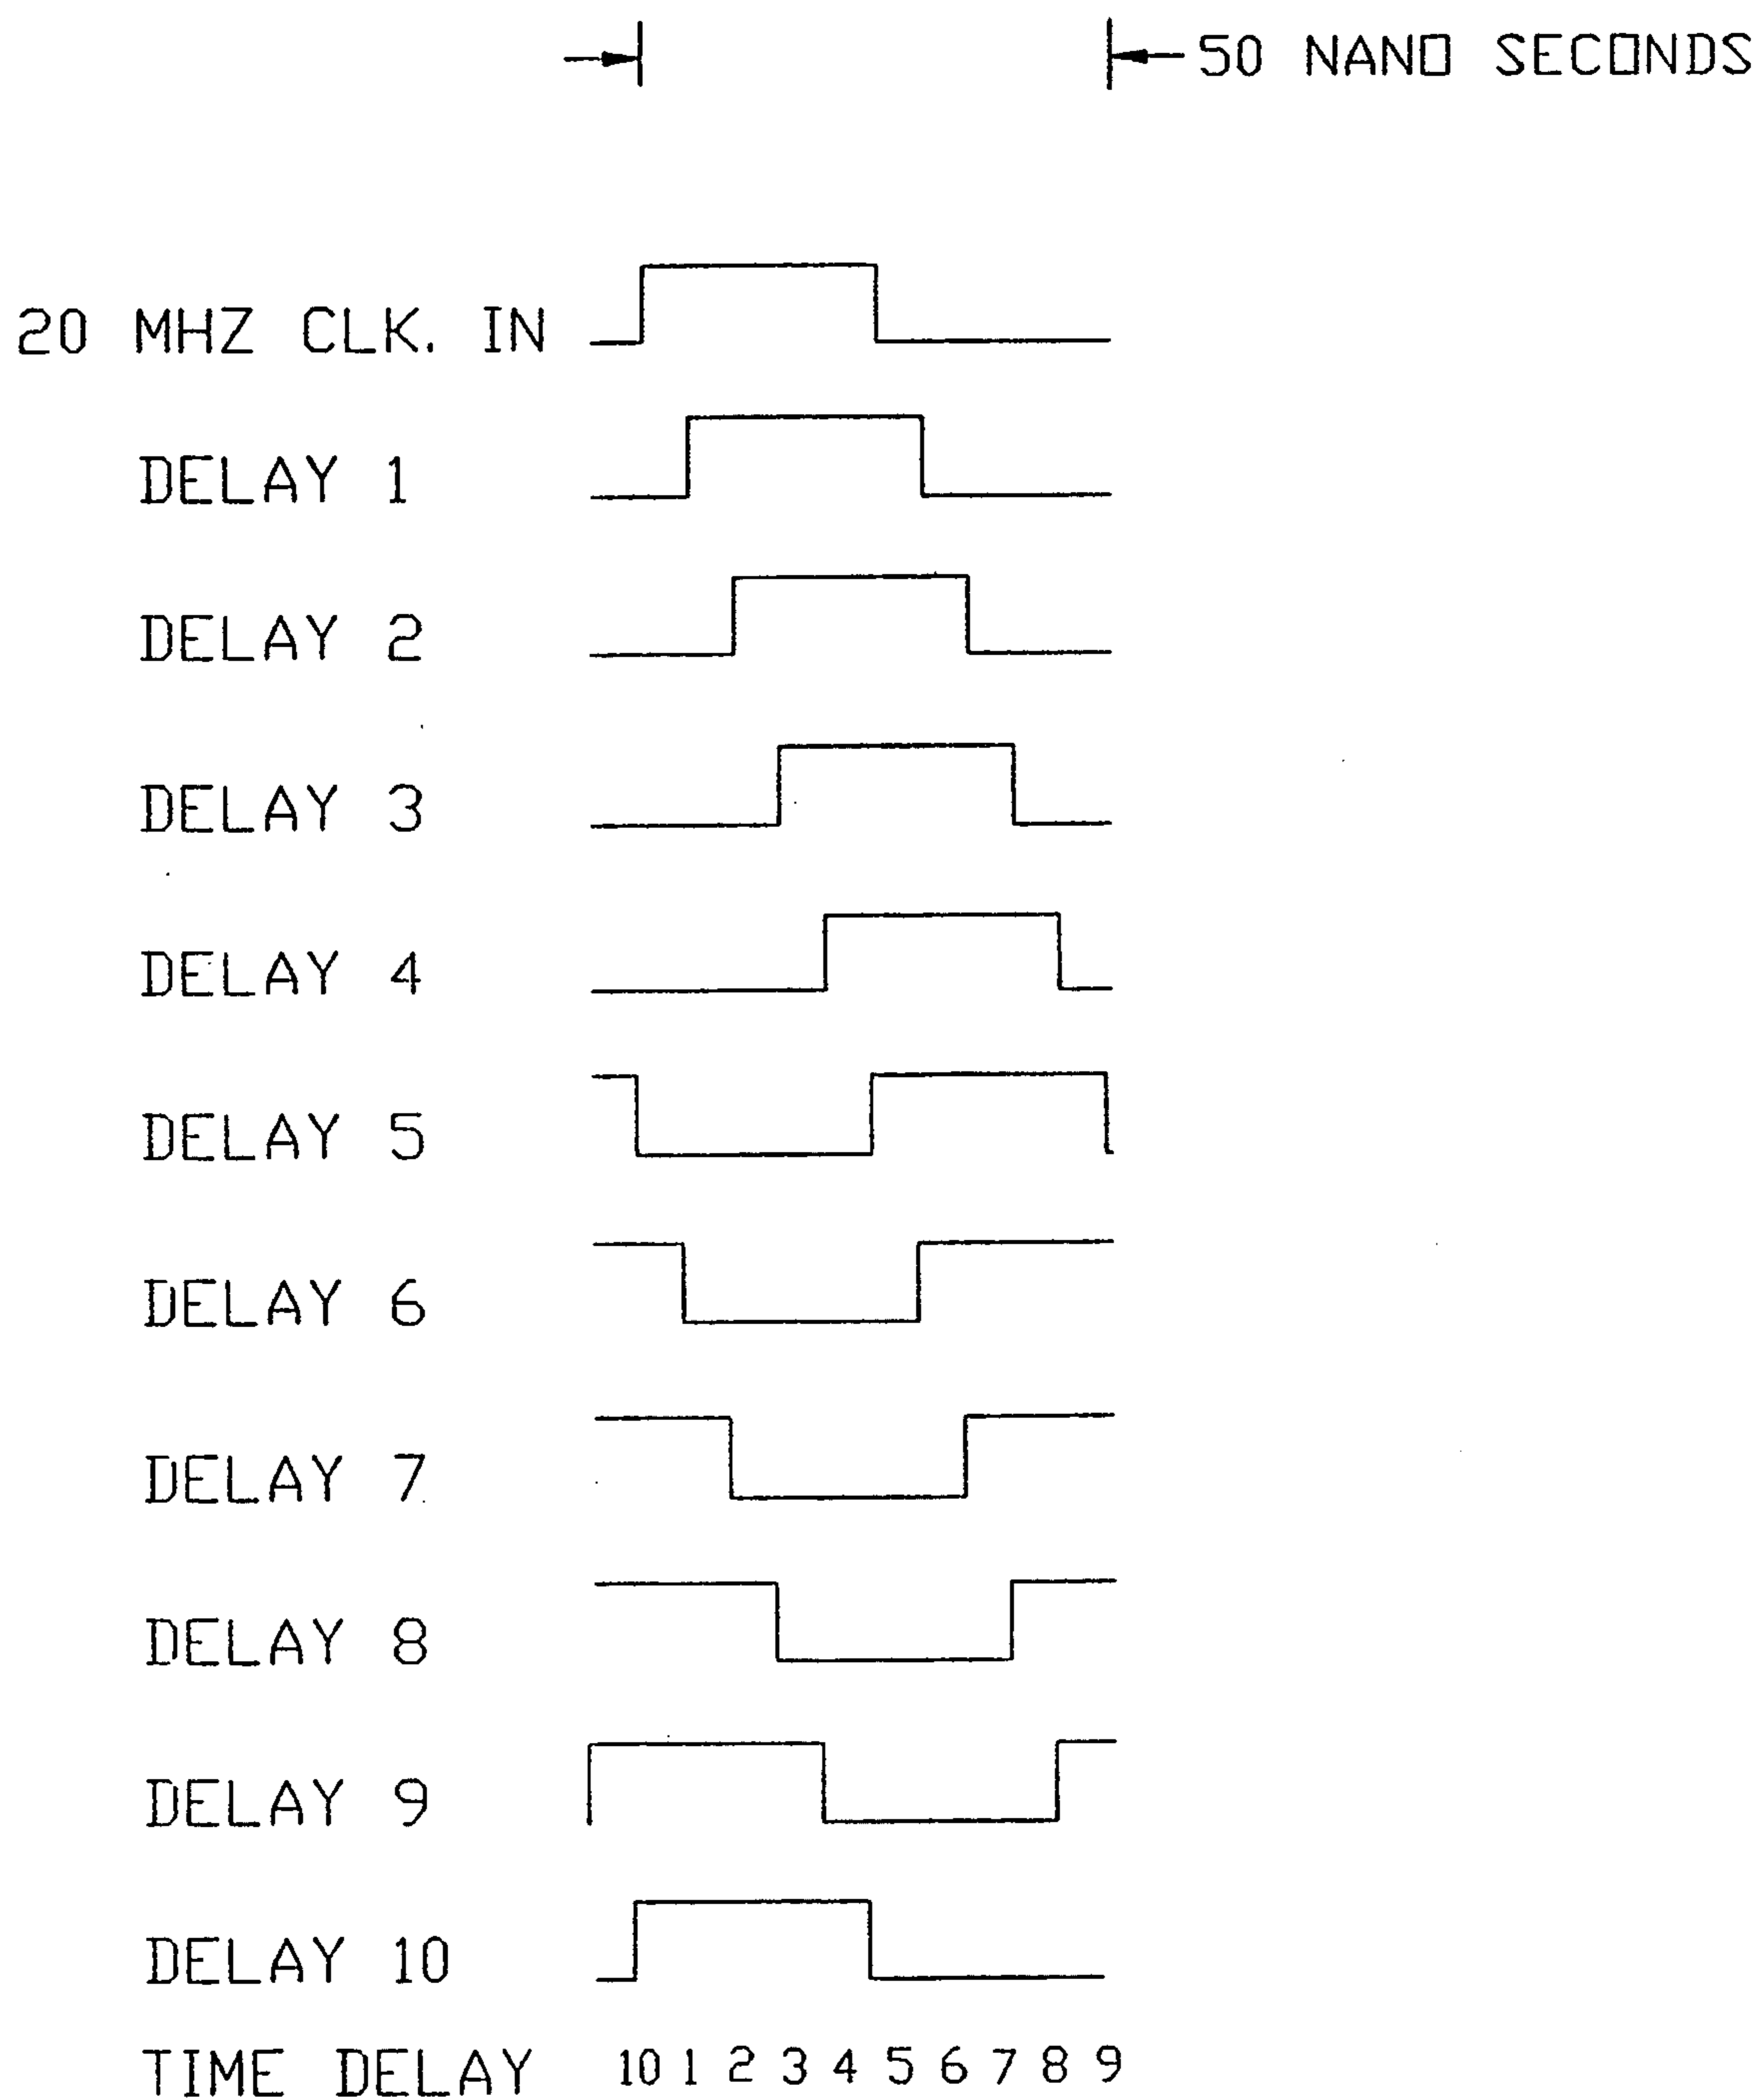 50 NANO SECONDS
20 MHZ CLK. IN
DELAY 1
DELAY 2
DELAY 3
DELAY 4
DELAY 5
DELAY 6
DELAY 7
DELAY 8
DELAY 9
DELAY 10
TIME DELAY 10 1 2 3 4 5 6 7 8 9